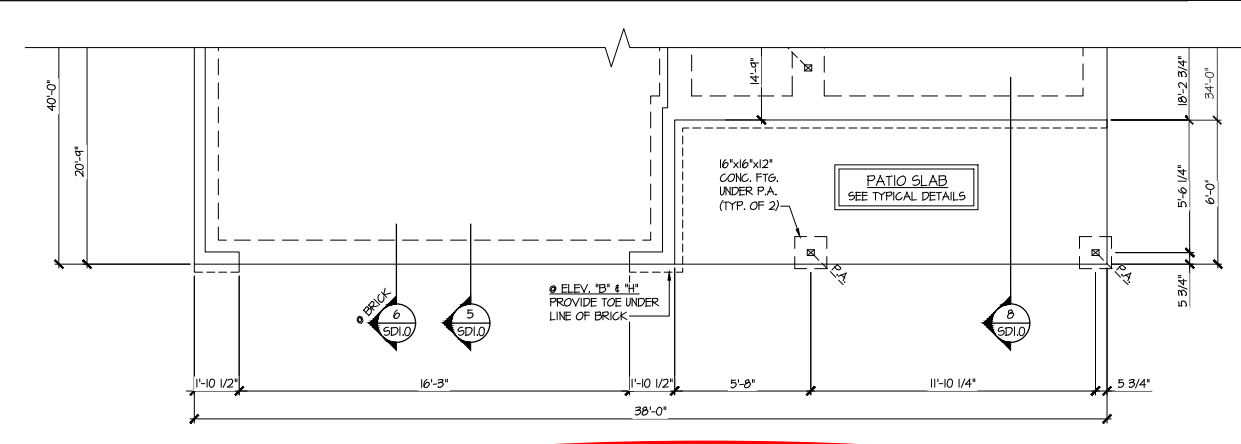 40'-0"
20'-9"
14'-9"
18'-2 3/4"
34'-0"
16"x16"x12"
CONC. FTG.
UNDER P.A.
(TYP. OF 2)
PATIO SLAB
SEE TYPICAL DETAILS
5'-6 1/4"
6'-0"
5 3/4"
P.A.
P.A.
@ BRICK
6
SD1.0
5
SD1.0
@ ELEV. "B" & "H"
PROVIDE TOE UNDER
LINE OF BRICK
8
SD1.0
1'-10 1/2"
16'-3"
1'-10 1/2"
5'-8"
11'-10 1/4"
5 3/4"
38'-0"